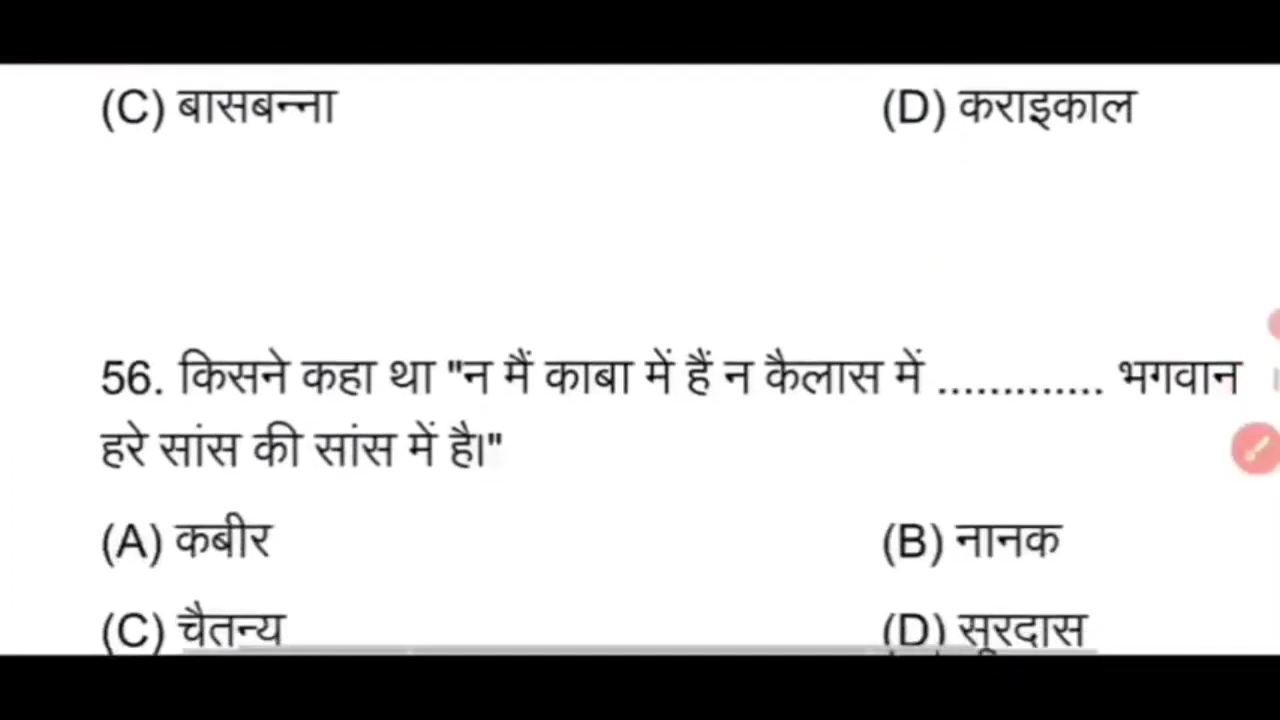 (C) बासबन्ना (D) कराइकाल
56. किसने कहा था "न मैं काबा में हैं न कैलास में ............. भगवान
हरे सांस की सांस में है।"
(A) कबीर (B) नानक
(C) चैतन्य (D) सूरदास